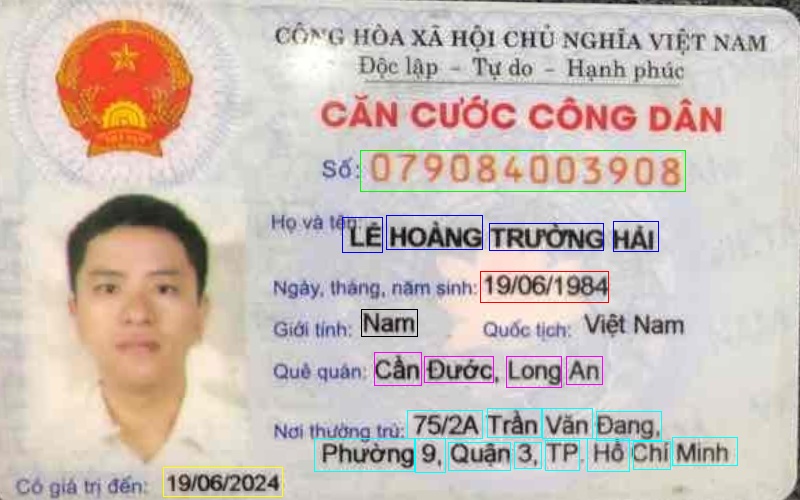 CỘNG HÒA XÃ HỘI CHỦ NGHĨA VIỆT NAM
Độc lập - Tự do - Hạnh phúc
CĂN CƯỚC CÔNG DÂN
Số: 079084003908
Họ và tên: LÊ HOÀNG TRƯỜNG HẢI
Ngày, tháng, năm sinh: 19/06/1984
Giới tính: Nam Quốc tịch: Việt Nam
Quê quán: Cần Đước, Long An
Nơi thường trú: 75/2A Trần Văn Đang,
Phường 9, Quận 3, TP. Hồ Chí Minh
Có giá trị đến: 19/06/2024